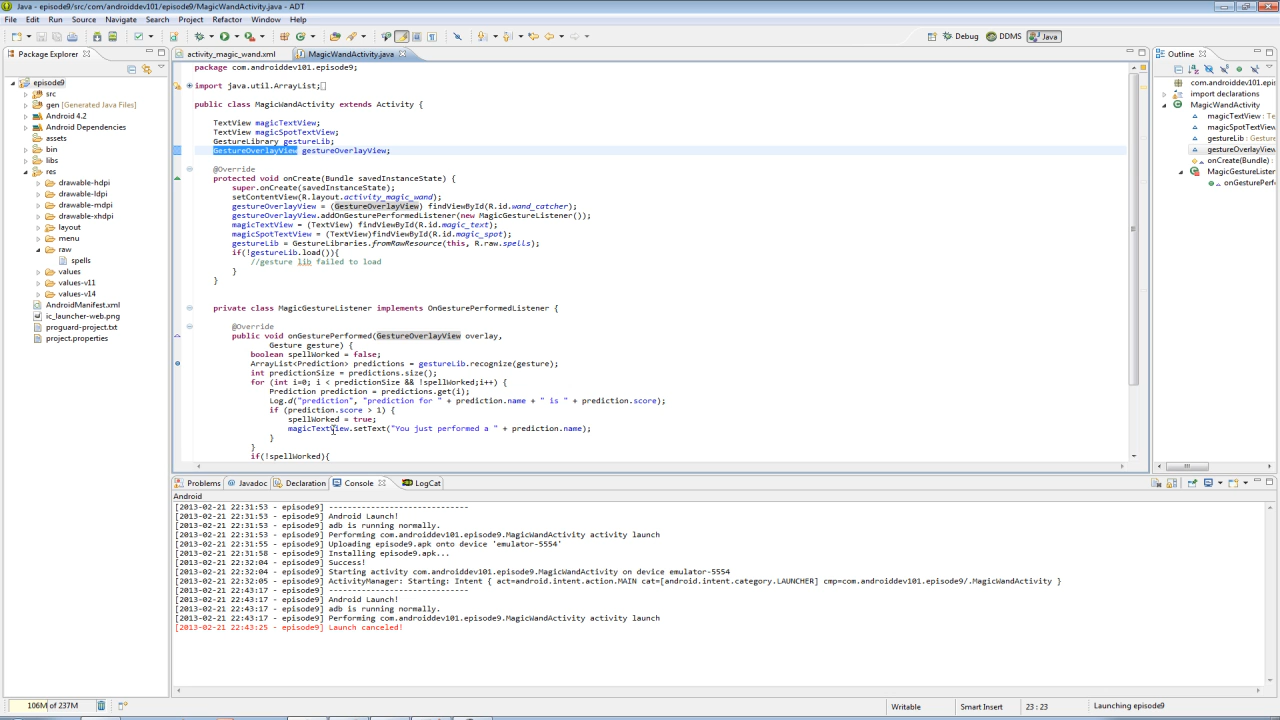 Java - episode9/src/com/androiddev101/episode9/MagicWandActivity.java - ADT
File Edit Run Source Navigate Search Project Refactor Window Help
Debug DDMS Java
Package Explorer
episode9
src
gen [Generated Java Files]
Android 4.2
Android Dependencies
assets
bin
libs
res
drawable-hdpi
drawable-ldpi
drawable-mdpi
drawable-xhdpi
layout
menu
raw
spells
values
values-v11
values-v14
AndroidManifest.xml
ic_launcher-web.png
proguard-project.txt
project.properties
activity_magic_wand.xml MagicWandActivity.java
package com.androiddev101.episode9;
import java.util.ArrayList;
public class MagicWandActivity extends Activity {
TextView magicTextView;
TextView magicSpotTextView;
GestureLibrary gestureLib;
GestureOverlayView gestureOverlayView;
@Override
protected void onCreate(Bundle savedInstanceState) {
super.onCreate(savedInstanceState);
setContentView(R.layout.activity_magic_wand);
gestureOverlayView = (GestureOverlayView) findViewById(R.id.wand_catcher);
gestureOverlayView.addOnGesturePerformedListener(new MagicGestureListener());
magicTextView = (TextView) findViewById(R.id.magic_text);
magicSpotTextView = (TextView)findViewById(R.id.magic_spot);
gestureLib = GestureLibraries.fromRawResource(this, R.raw.spells);
if(!gestureLib.load()){
//gesture lib failed to load
}
}
private class MagicGestureListener implements OnGesturePerformedListener {
@Override
public void onGesturePerformed(GestureOverlayView overlay,
Gesture gesture) {
boolean spellWorked = false;
ArrayList<Prediction> predictions = gestureLib.recognize(gesture);
int predictionSize = predictions.size();
for (int i=0; i < predictionSize && !spellWorked;i++) {
Prediction prediction = predictions.get(i);
Log.d("prediction", "prediction for " + prediction.name + " is " + prediction.score);
if (prediction.score > 1) {
spellWorked = true;
magicTextView.setText("You just performed a " + prediction.name);
}
}
if(!spellWorked){
Outline
com.androiddev101.epis
import declarations
MagicWandActivity
magicTextView : Te
magicSpotTextView
gestureLib : Gestur
gestureOverlayView
onCreate(Bundle) :
MagicGestureListen
onGesturePerf
Problems Javadoc Declaration Console LogCat
Android
[2013-02-21 22:31:53 - episode9] ------------------------------
[2013-02-21 22:31:53 - episode9] Android Launch!
[2013-02-21 22:31:53 - episode9] adb is running normally.
[2013-02-21 22:31:53 - episode9] Performing com.androiddev101.episode9.MagicWandActivity activity launch
[2013-02-21 22:31:55 - episode9] Uploading episode9.apk onto device 'emulator-5554'
[2013-02-21 22:31:58 - episode9] Installing episode9.apk...
[2013-02-21 22:32:04 - episode9] Success!
[2013-02-21 22:32:04 - episode9] Starting activity com.androiddev101.episode9.MagicWandActivity on device emulator-5554
[2013-02-21 22:32:05 - episode9] ActivityManager: Starting: Intent { act=android.intent.action.MAIN cat=[android.intent.category.LAUNCHER] cmp=com.androiddev101.episode9/.MagicWandActivity }
[2013-02-21 22:43:17 - episode9] ------------------------------
[2013-02-21 22:43:17 - episode9] Android Launch!
[2013-02-21 22:43:17 - episode9] adb is running normally.
[2013-02-21 22:43:17 - episode9] Performing com.androiddev101.episode9.MagicWandActivity activity launch
[2013-02-21 22:43:25 - episode9] Launch canceled!
106M of 237M Writable Smart Insert 23 : 23 Launching episode9